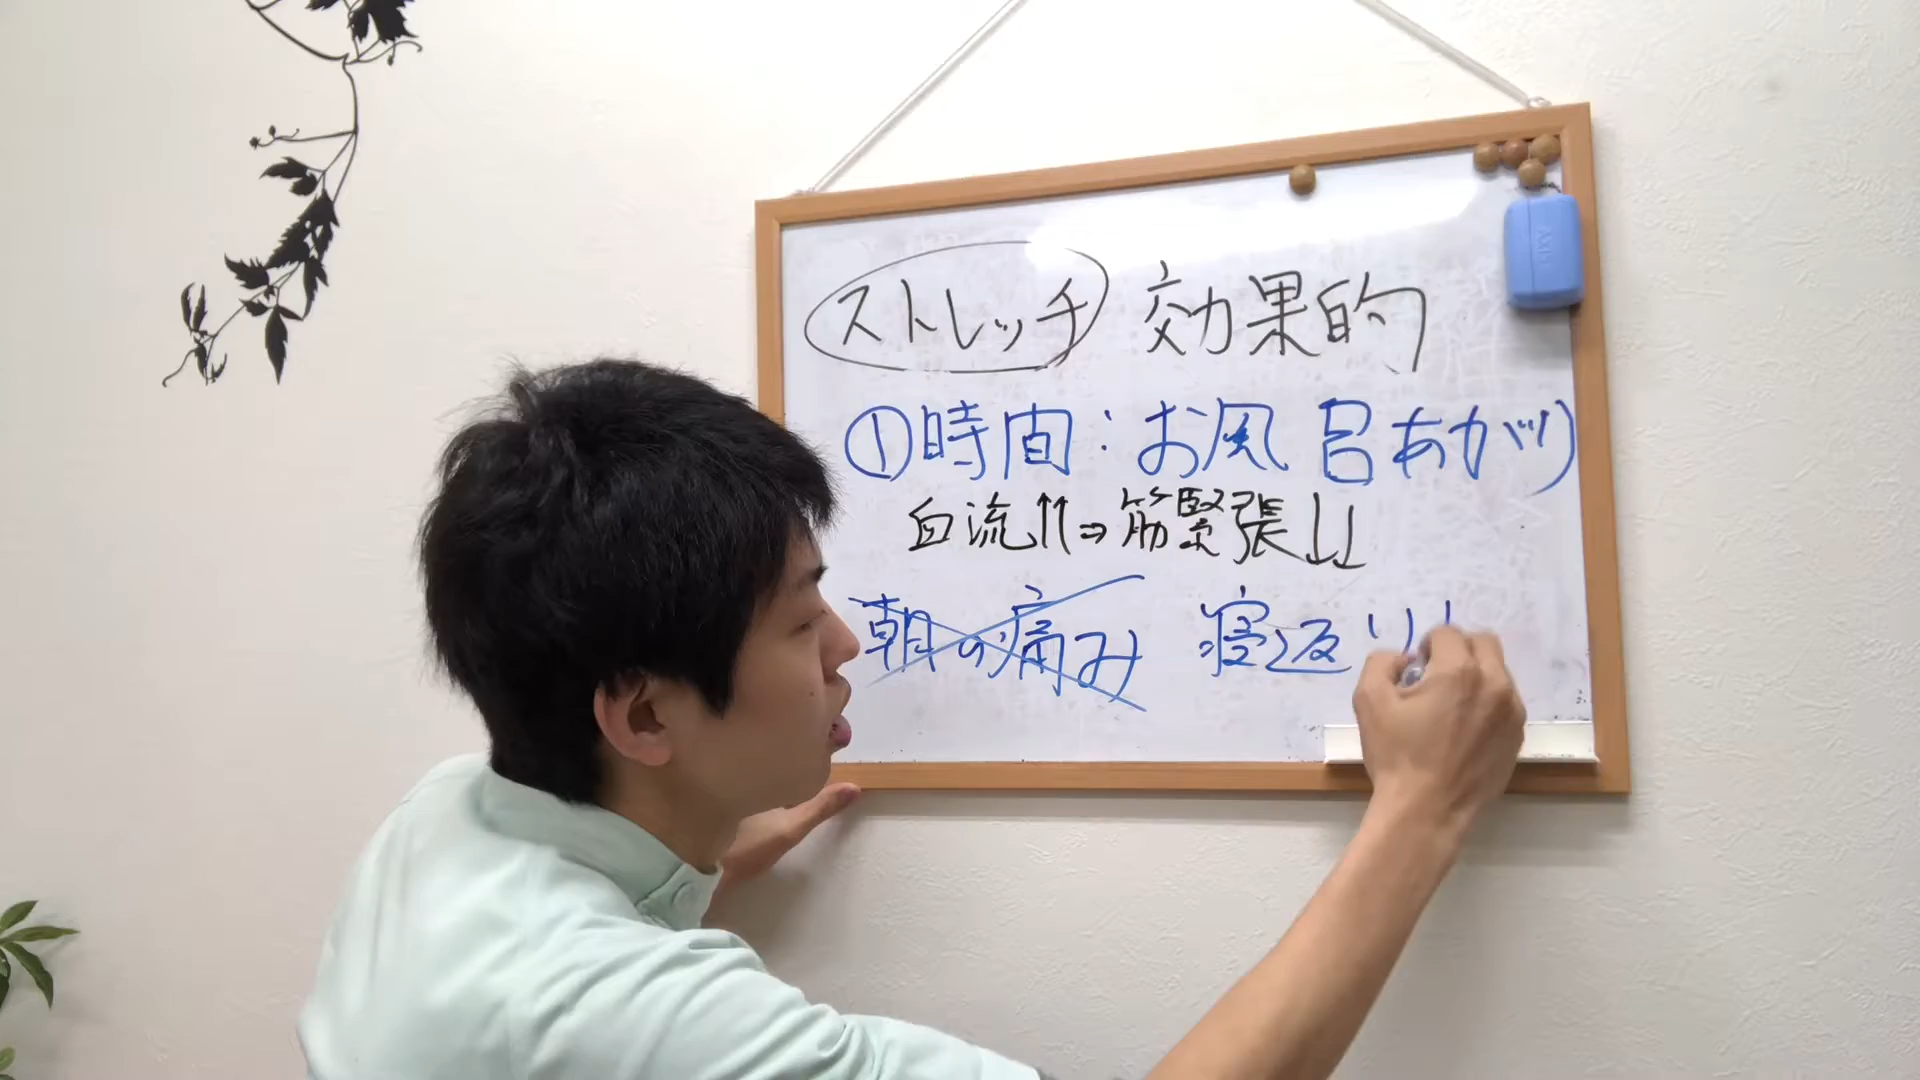 ストレッチ 効果的
①時間：お風呂あがり
血流↑↑⇒筋緊張↓↓
朝の痛み 寝返り